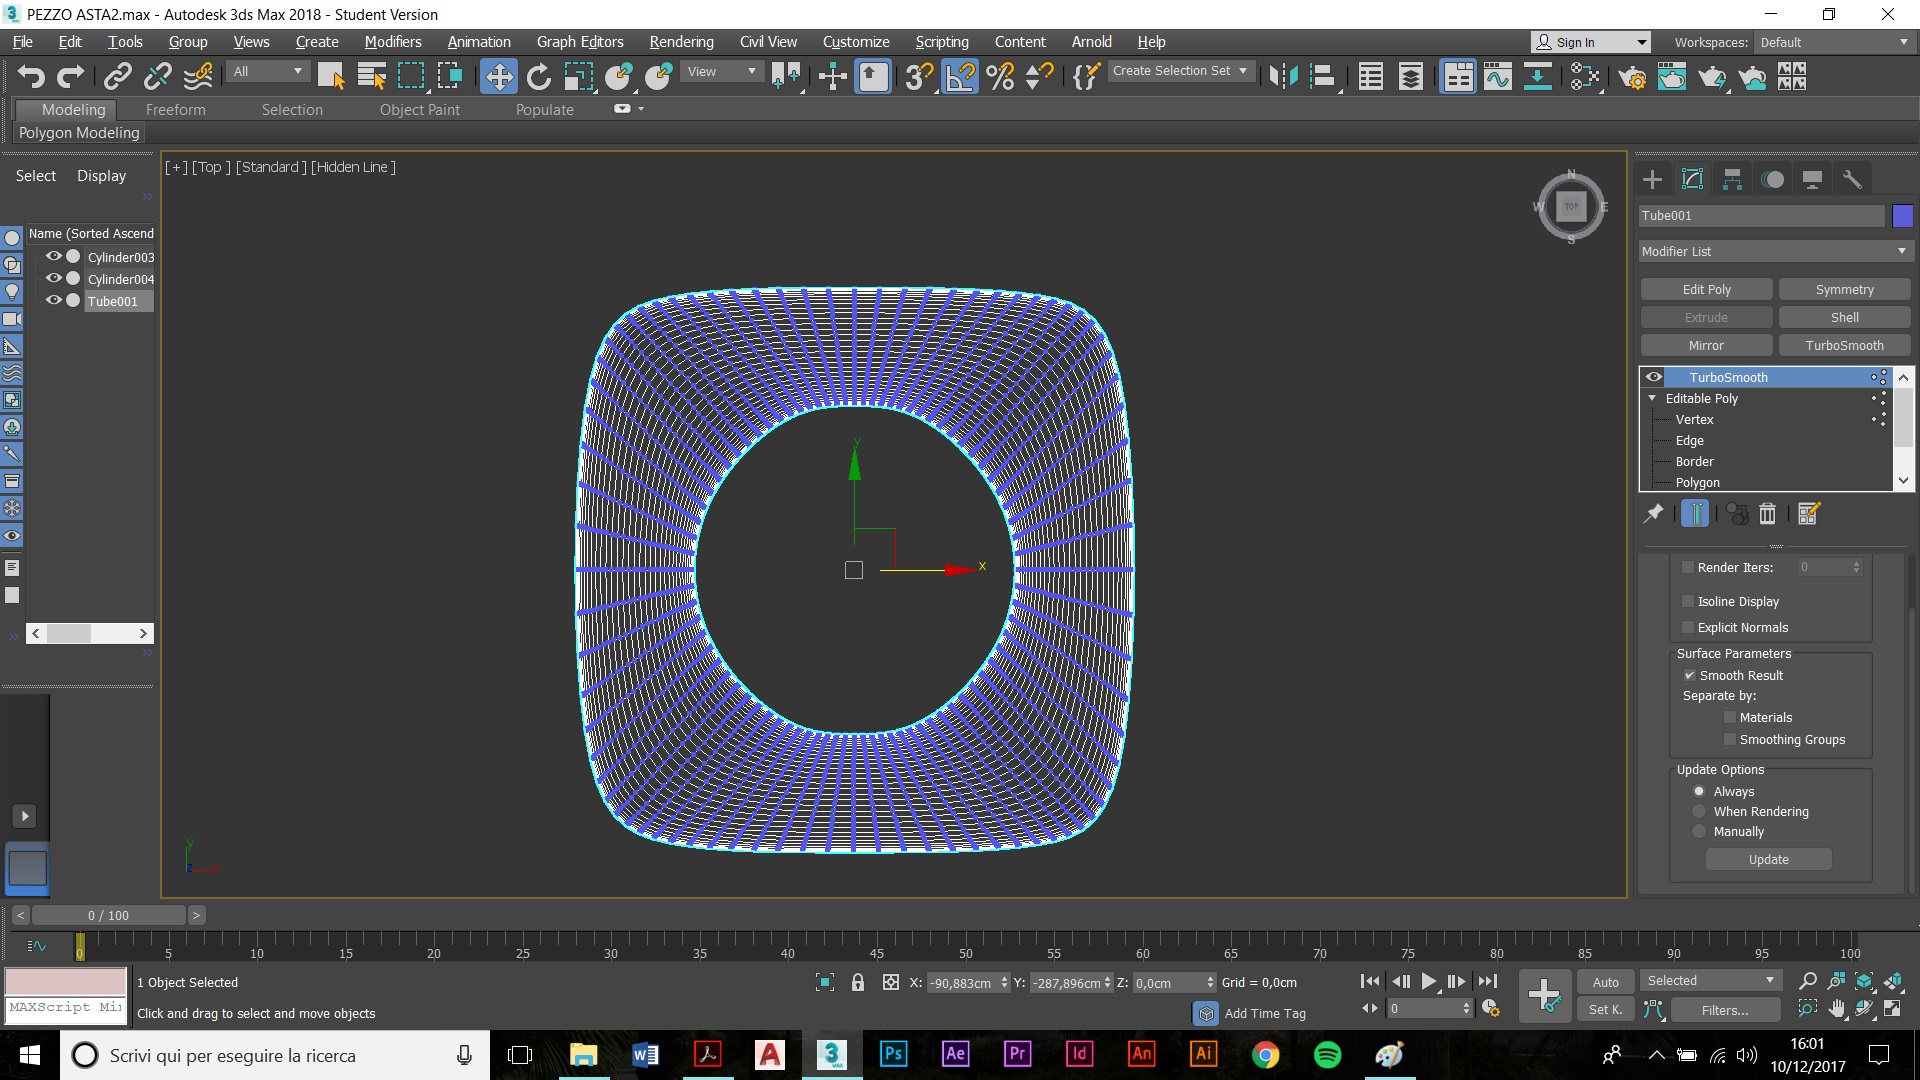 PEZZO ASTA2.max - Autodesk 3ds Max 2018 - Student Version
File Edit Tools Group Views Create Modifiers Animation Graph Editors Rendering Civil View Customize Scripting Content Arnold Help
Sign In
Workspaces: Default
All
View
Create Selection Set
Modeling Freeform Selection Object Paint Populate
Polygon Modeling
Select Display
[+] [Top ] [Standard ] [Hidden Line ]
Name (Sorted Ascend
Cylinder003
Cylinder004
Tube001
N
W TOP E
S
y
x
y
z x
Tube001
Modifier List
Edit Poly Symmetry
Extrude Shell
Mirror TurboSmooth
TurboSmooth
Editable Poly
Vertex
Edge
Border
Polygon
Render Iters: 0
Isoline Display
Explicit Normals
Surface Parameters
Smooth Result
Separate by:
Materials
Smoothing Groups
Update Options
Always
When Rendering
Manually
Update
< 0 / 100 >
0 5 10 15 20 25 30 35 40 45 50 55 60 65 70 75 80 85 90 95 100
1 Object Selected
X: -90,883cm Y: -287,896cm Z: 0,0cm Grid = 0,0cm
Auto Selected
MAXScript Mi
Click and drag to select and move objects
Add Time Tag
0
Set K. Filters...
Scrivi qui per eseguire la ricerca
Ps Ae Pr Id An Ai
16:01
10/12/2017